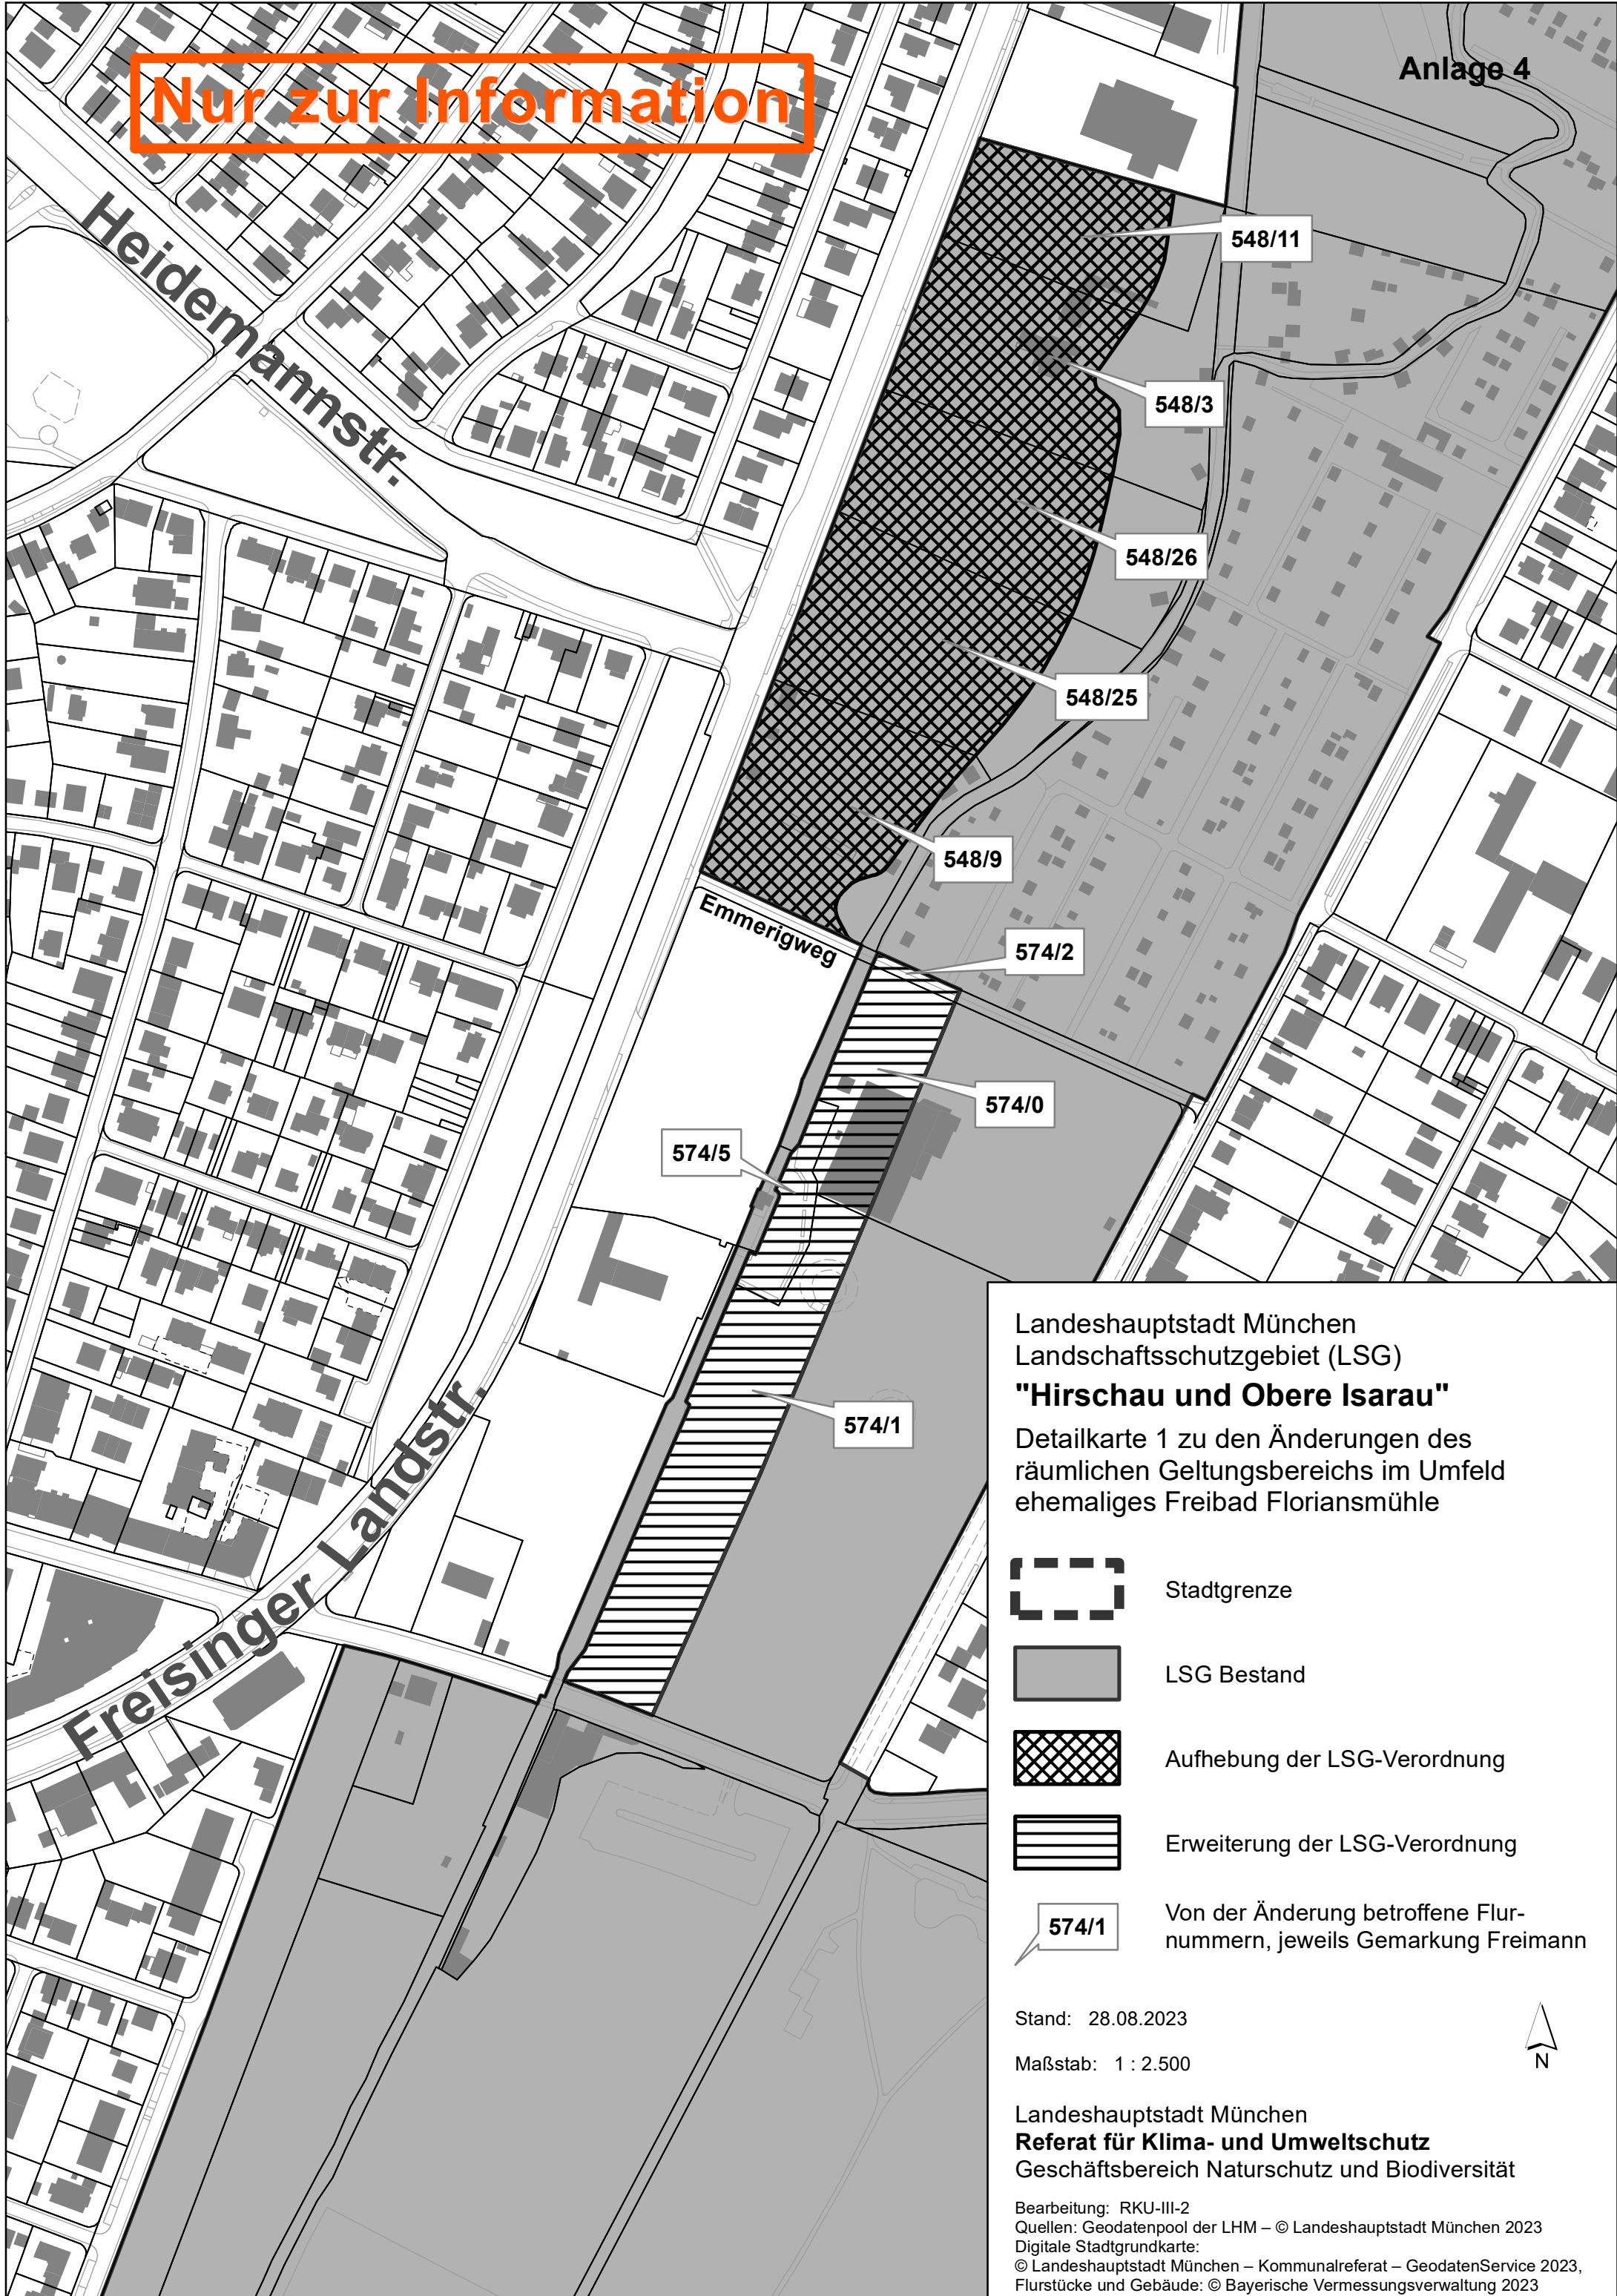 Nur zur Information
Anlage 4
Heidemannstr.
548/11
548/3
548/26
548/25
548/9
Emmerigweg
574/2
574/0
574/5
574/1
Freisinger Landstr.
Landeshauptstadt München
Landschaftsschutzgebiet (LSG)
"Hirschau und Obere Isarau"
Detailkarte 1 zu den Änderungen des
räumlichen Geltungsbereichs im Umfeld
ehemaliges Freibad Floriansmühle
Stadtgrenze
LSG Bestand
Aufhebung der LSG-Verordnung
Erweiterung der LSG-Verordnung
574/1
Von der Änderung betroffene Flur-
nummern, jeweils Gemarkung Freimann
Stand: 28.08.2023
Maßstab: 1 : 2.500
N
Landeshauptstadt München
Referat für Klima- und Umweltschutz
Geschäftsbereich Naturschutz und Biodiversität
Bearbeitung: RKU-III-2
Quellen: Geodatenpool der LHM – © Landeshauptstadt München 2023
Digitale Stadtgrundkarte:
© Landeshauptstadt München – Kommunalreferat – GeodatenService 2023,
Flurstücke und Gebäude: © Bayerische Vermessungsverwaltung 2023